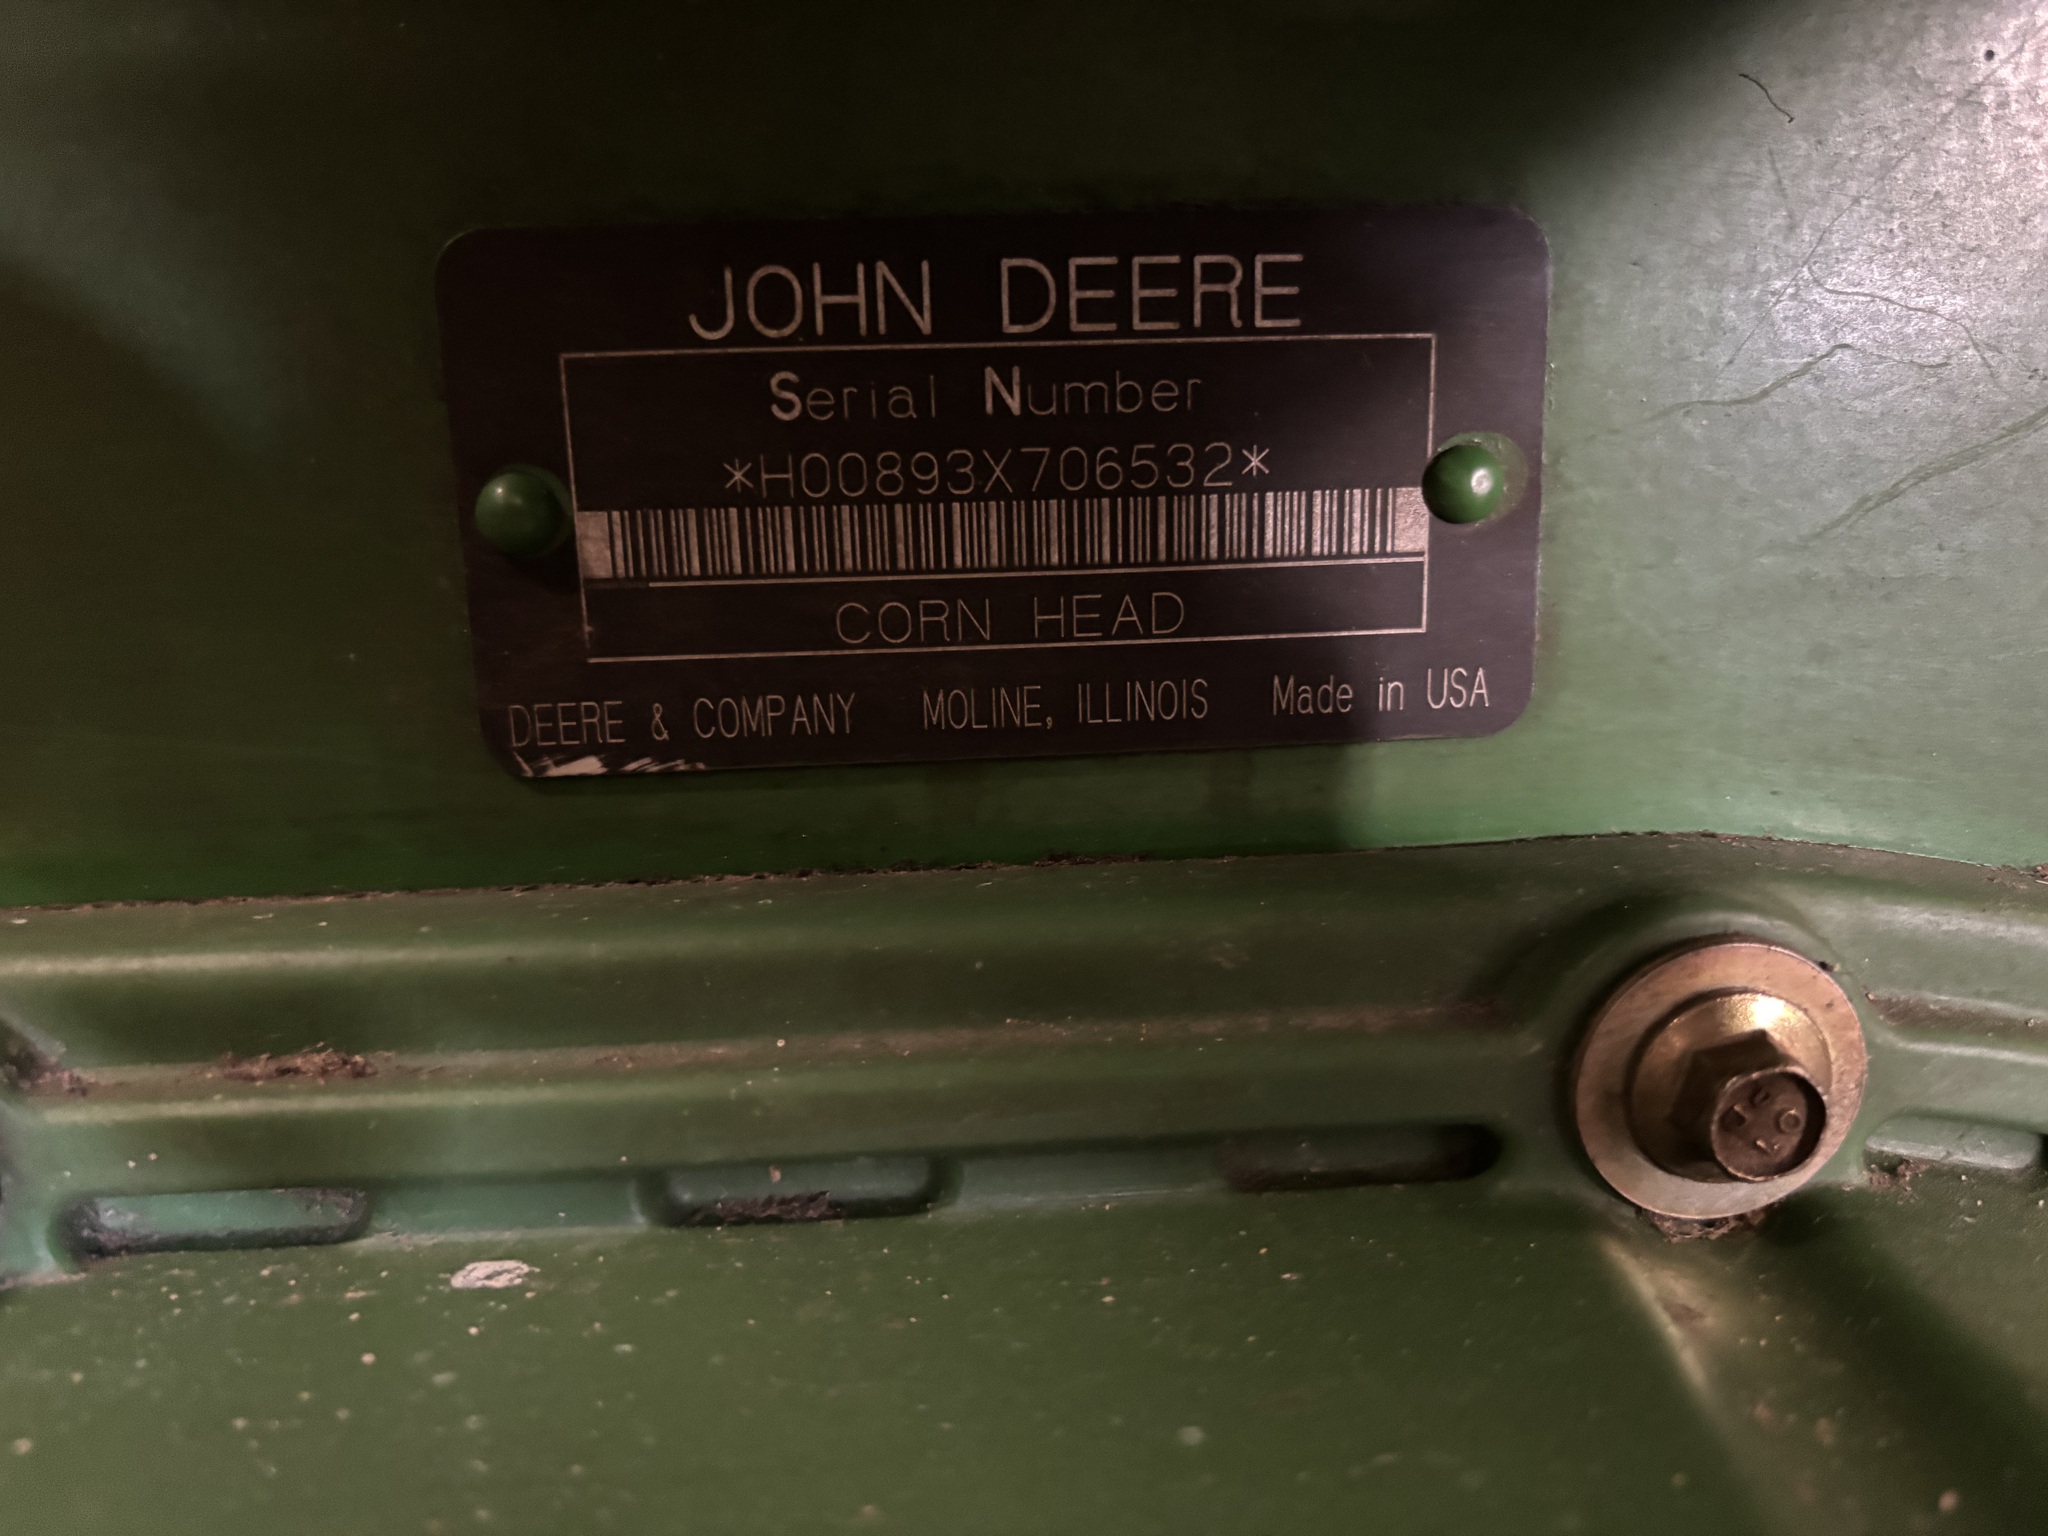 JOHN DEERE
Serial Number
*H00893X706532*
CORN HEAD
DEERE & COMPANY MOLINE, ILLINOIS Made in USA